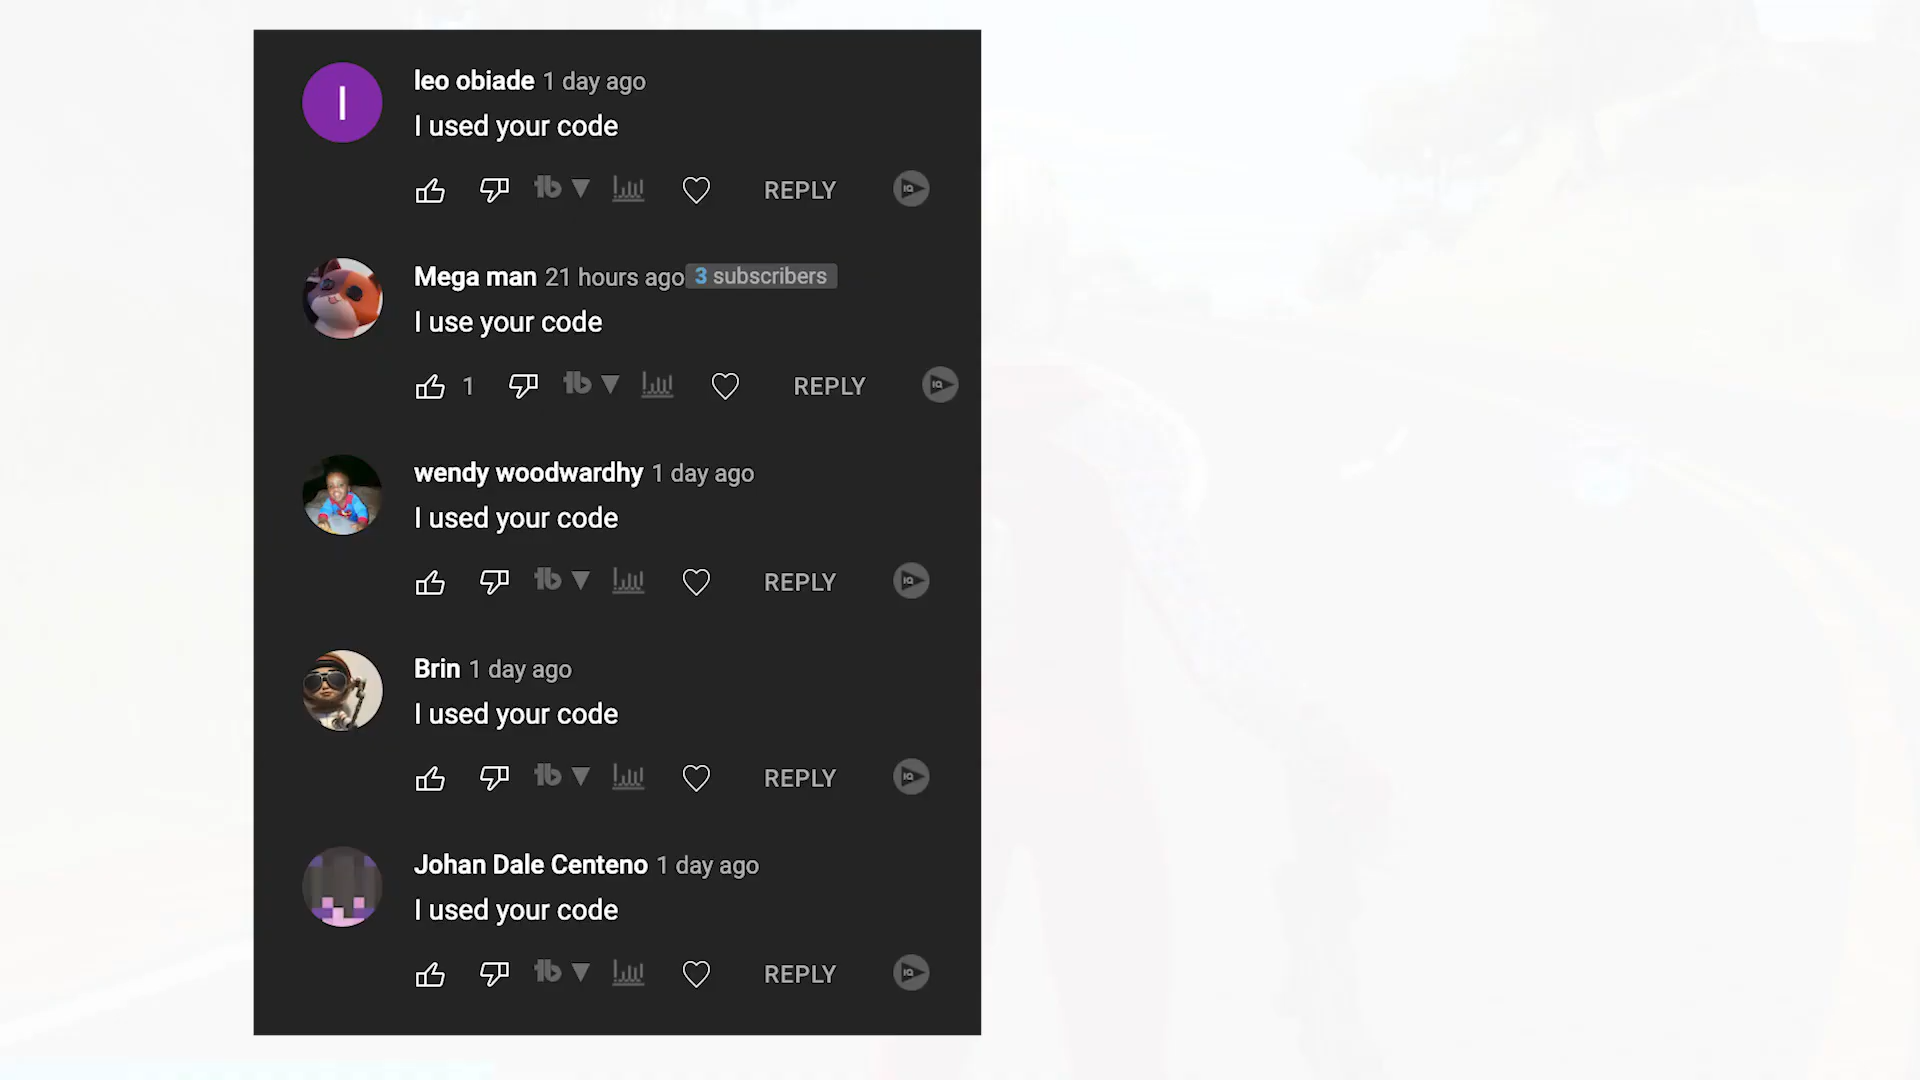 I
leo obiade 1 day ago
I used your code
REPLY
Mega man 21 hours ago 3 subscribers
I use your code
1 REPLY
wendy woodwardhy 1 day ago
I used your code
REPLY
Brin 1 day ago
I used your code
REPLY
Johan Dale Centeno 1 day ago
I used your code
REPLY